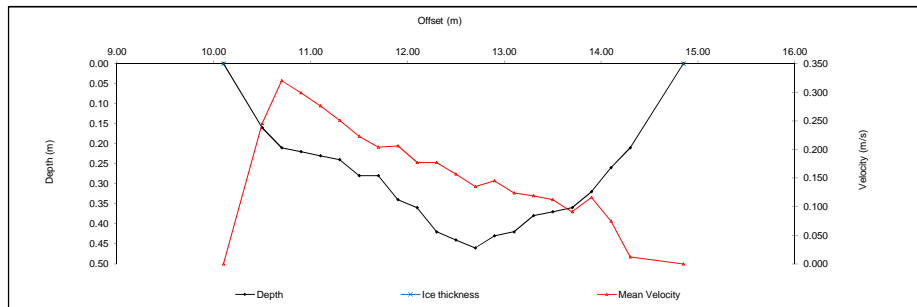 Offset (m)
9.00 10.00 11.00 12.00 13.00 14.00 15.00 16.00
0.00 0.350
0.05
0.10 0.300
0.15 0.250
0.20 0.200
0.25
0.30 0.150
0.35 0.100
0.40
0.45 0.050
0.50 0.000
Depth (m)
Velocity (m/s)
Depth Ice thickness Mean Velocity